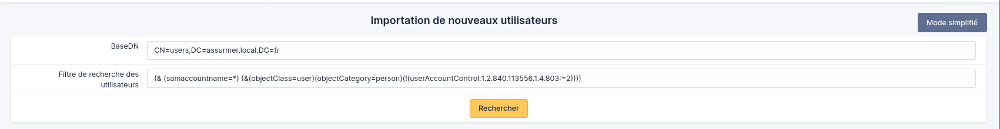 Importation de nouveaux utilisateurs
Mode simplifié
BaseDN
CN=users,DC=assurmer.local,DC=fr
Filtre de recherche des
utilisateurs
(& (samaccountname=*) (&(objectClass=user)(objectCategory=person)(!(userAccountControl:1.2.840.113556.1.4.803:=2))))
Rechercher